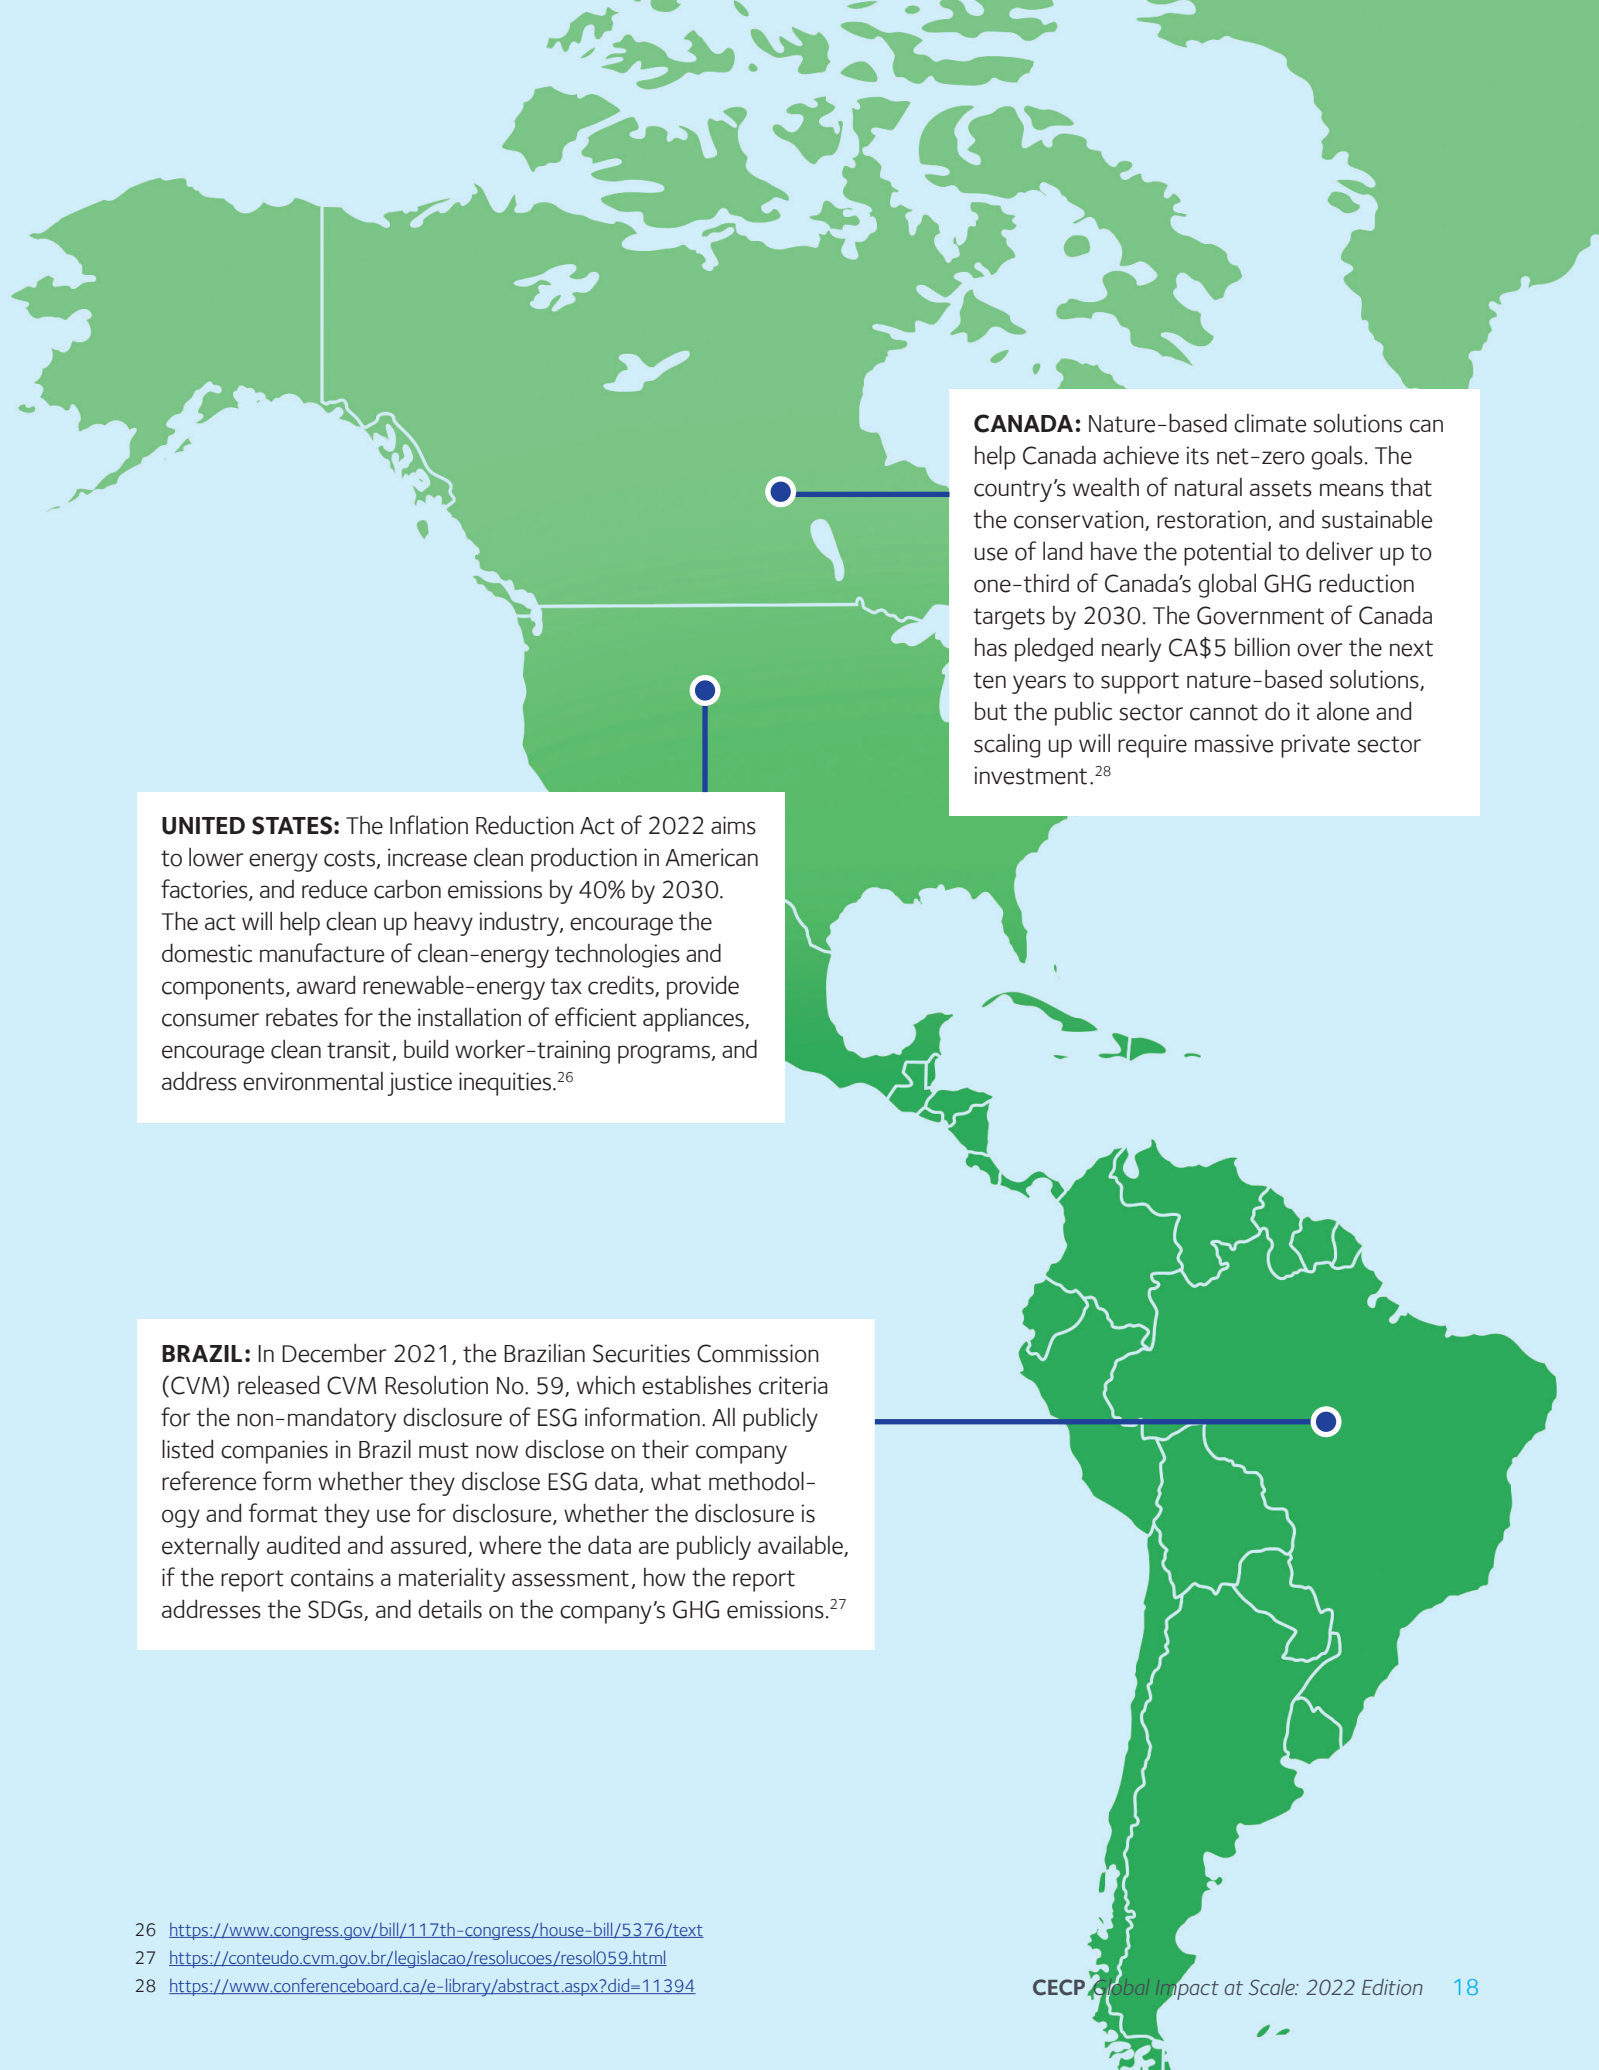 CANADA: Nature-based climate solutions can
help Canada achieve its net-zero goals. The
country's wealth of natural assets means that
the conservation, restoration, and sustainable
use of land have the potential to deliver up to
one-third of Canada's global GHG reduction
targets by 2030. The Government of Canada
has pledged nearly CA$5 billion over the next
ten years to support nature-based solutions,
but the public sector cannot do it alone and
scaling up will require massive private sector
investment.28
UNITED STATES: The Inflation Reduction Act of 2022 aims
to lower energy costs, increase clean production in American
factories, and reduce carbon emissions by 40% by 2030.
The act will help clean up heavy industry, encourage the
domestic manufacture of clean-energy technologies and
components, award renewable-energy tax credits, provide
consumer rebates for the installation of efficient appliances,
encourage clean transit, build worker-training programs, and
address environmental justice inequities.26
BRAZIL: In December 2021, the Brazilian Securities Commission
(CVM) released CVM Resolution No. 59, which establishes criteria
for the non-mandatory disclosure of ESG information. All publicly
listed companies in Brazil must now disclose on their company
reference form whether they disclose ESG data, what methodol-
ogy and format they use for disclosure, whether the disclosure is
externally audited and assured, where the data are publicly available,
if the report contains a materiality assessment, how the report
addresses the SDGs, and details on the company's GHG emissions.27
26 https://www.congress.gov/bill/117th-congress/house-bill/5376/text
27 https://conteudo.cvm.gov.br/legislacao/resolucoes/resol059.html
28 https://www.conferenceboard.ca/e-library/abstract.aspx?did=11394
CECP Global Impact at Scale: 2022 Edition 18